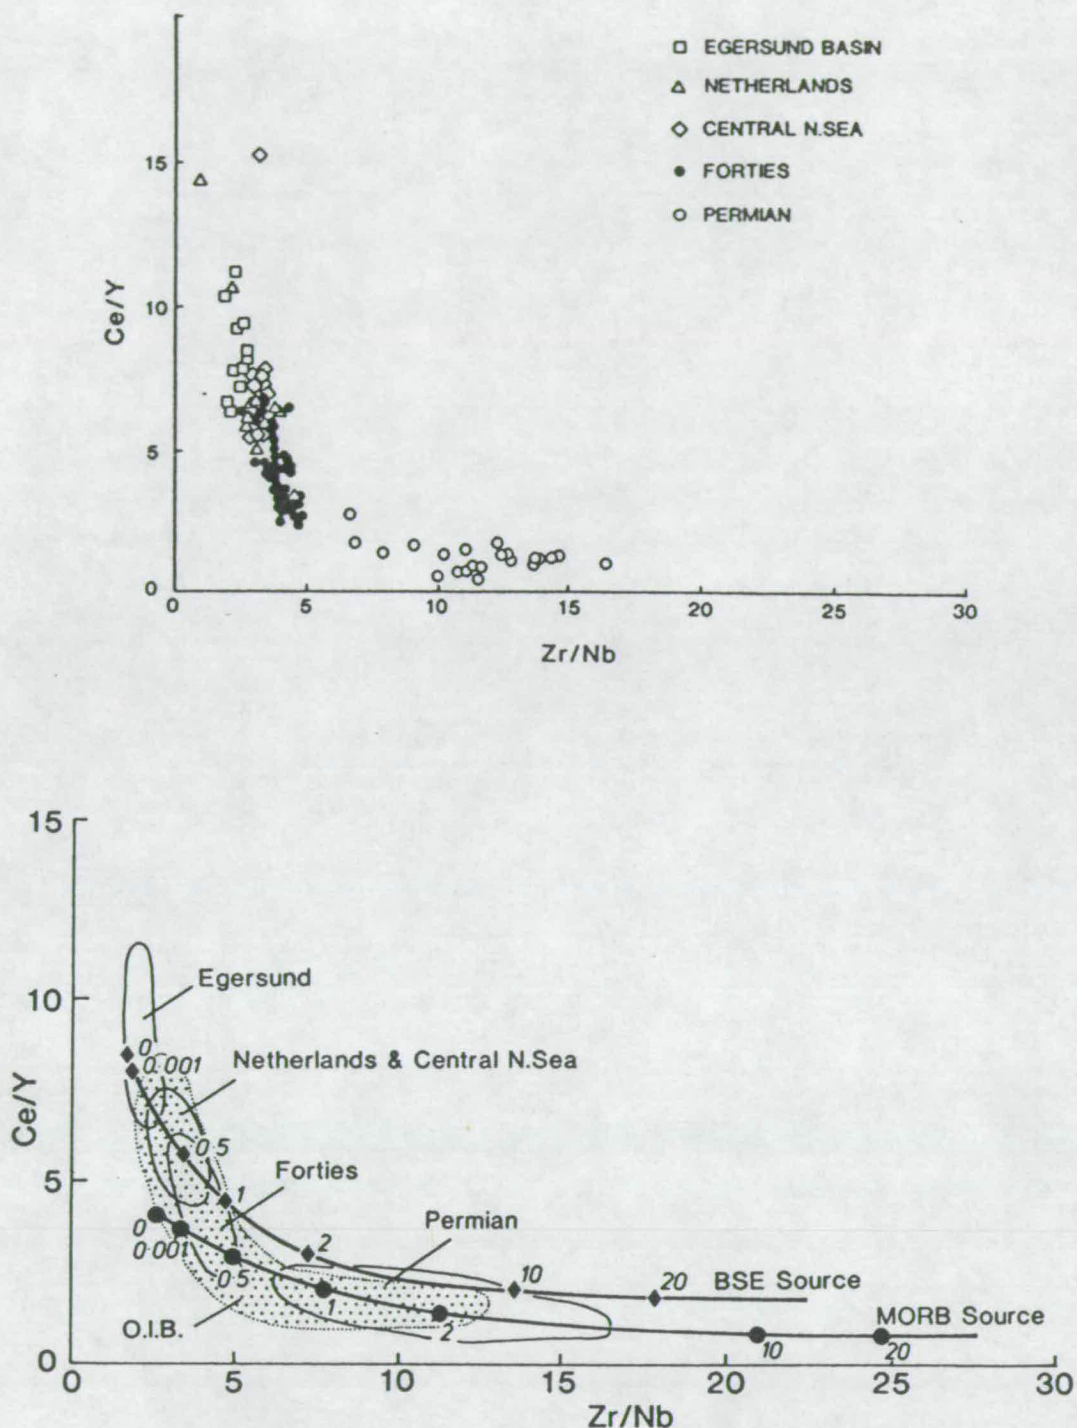 EGERSUND BASIN
NETHERLANDS
CENTRAL N.SEA
FORTIES
PERMIAN
15
10
5
0
Ce/Y
0 5 10 15 20 25 30
Zr/Nb
15
10
5
0
Ce/Y
Egersund
0
0·001
Netherlands & Central N.Sea
0·5
Forties
1
Permian
2
10
20
BSE Source
0
0·001
0·5
1
2
10
20
MORB Source
O.I.B.
0 5 10 15 20 25 30
Zr/Nb